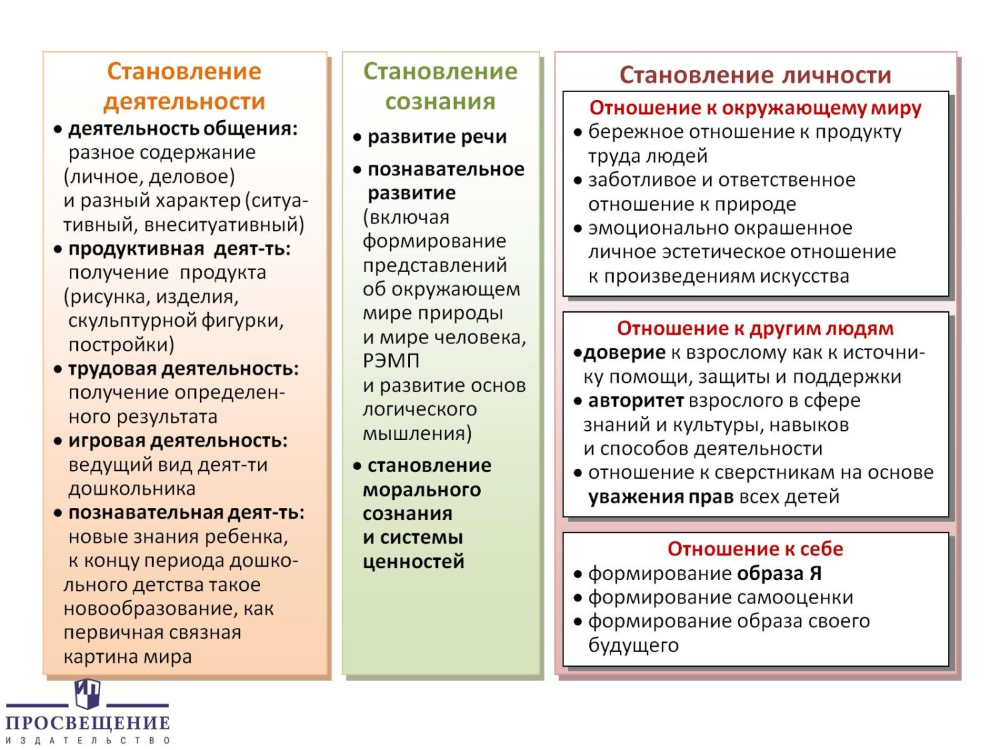 Становление
деятельности
• деятельность общения:
разное содержание
(личное, деловое)
и разный характер (ситуа-
тивный, внеситуативный)
• продуктивная деят-ть:
получение продукта
(рисунка, изделия,
скульптурной фигурки,
постройки)
• трудовая деятельность:
получение определен-
ного результата
• игровая деятельность:
ведущий вид деят-ти
дошкольника
• познавательная деят-ть:
новые знания ребенка,
к концу периода дошко-
льного детства такое
новообразование, как
первичная связная
картина мира
Становление
сознания
• развитие речи
• познавательное
развитие
(включая
формирование
представлений
об окружающем
мире природы
и мире человека,
РЭМП
и развитие основ
логического
мышления)
• становление
морального
сознания
и системы
ценностей
Становление личности
Отношение к окружающему миру
• бережное отношение к продукту
труда людей
• заботливое и ответственное
отношение к природе
• эмоционально окрашенное
личное эстетическое отношение
к произведениям искусства
Отношение к другим людям
•доверие к взрослому как к источни-
ку помощи, защиты и поддержки
• авторитет взрослого в сфере
знаний и культуры, навыков
и способов деятельности
• отношение к сверстникам на основе
уважения прав всех детей
Отношение к себе
• формирование образа Я
• формирование самооценки
• формирование образа своего
будущего
ИП
ПРОСВЕЩЕНИЕ
ИЗДАТЕЛЬСТВО